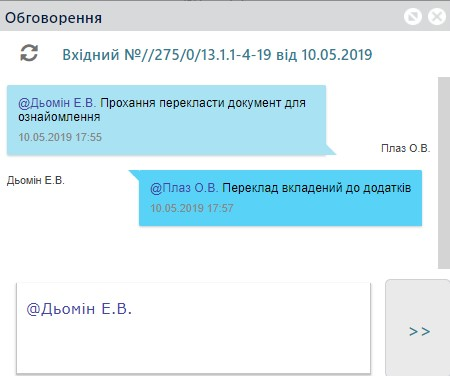 Обговорення
Вхідний №//275/0/13.1.1-4-19 від 10.05.2019
@Дьомін Е.В. Прохання перекласти документ для
ознайомлення
10.05.2019 17:55
Плаз О.В.
Дьомін Е.В.
@Плаз О.В. Переклад вкладений до додатків
10.05.2019 17:57
@Дьомін Е.В.
>>